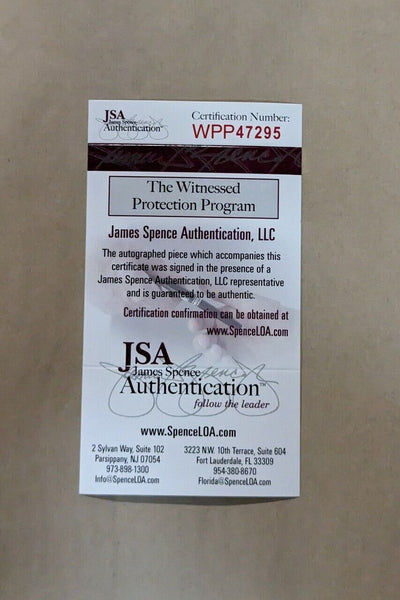 JSA
James Spence
Authentication™
Certification Number:
WPP47295
The Witnessed
Protection Program
James Spence Authentication, LLC
The autographed piece which accompanies this
certificate was signed in the presence of a
James Spence Authentication, LLC representative
and is guaranteed to be authentic.
Certification confirmation can be obtained at
www.SpenceLOA.com
JSA
James Spence
Authentication™
follow the leader
www.SpenceLOA.com
2 Sylvan Way, Suite 102
Parsippany, NJ 07054
973-898-1300
Info@SpenceLOA.com
3223 N.W. 10th Terrace, Suite 604
Fort Lauderdale, FL 33309
954-380-8670
Florida@SpenceLOA.com